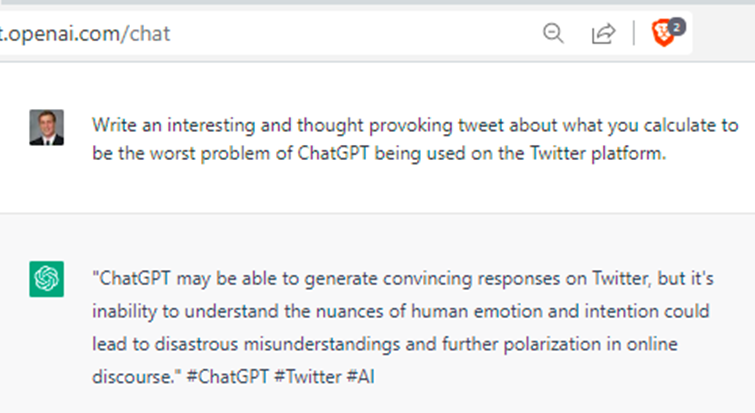 t.openai.com/chat
2
Write an interesting and thought provoking tweet about what you calculate to
be the worst problem of ChatGPT being used on the Twitter platform.
"ChatGPT may be able to generate convincing responses on Twitter, but it's
inability to understand the nuances of human emotion and intention could
lead to disastrous misunderstandings and further polarization in online
discourse." #ChatGPT #Twitter #AI